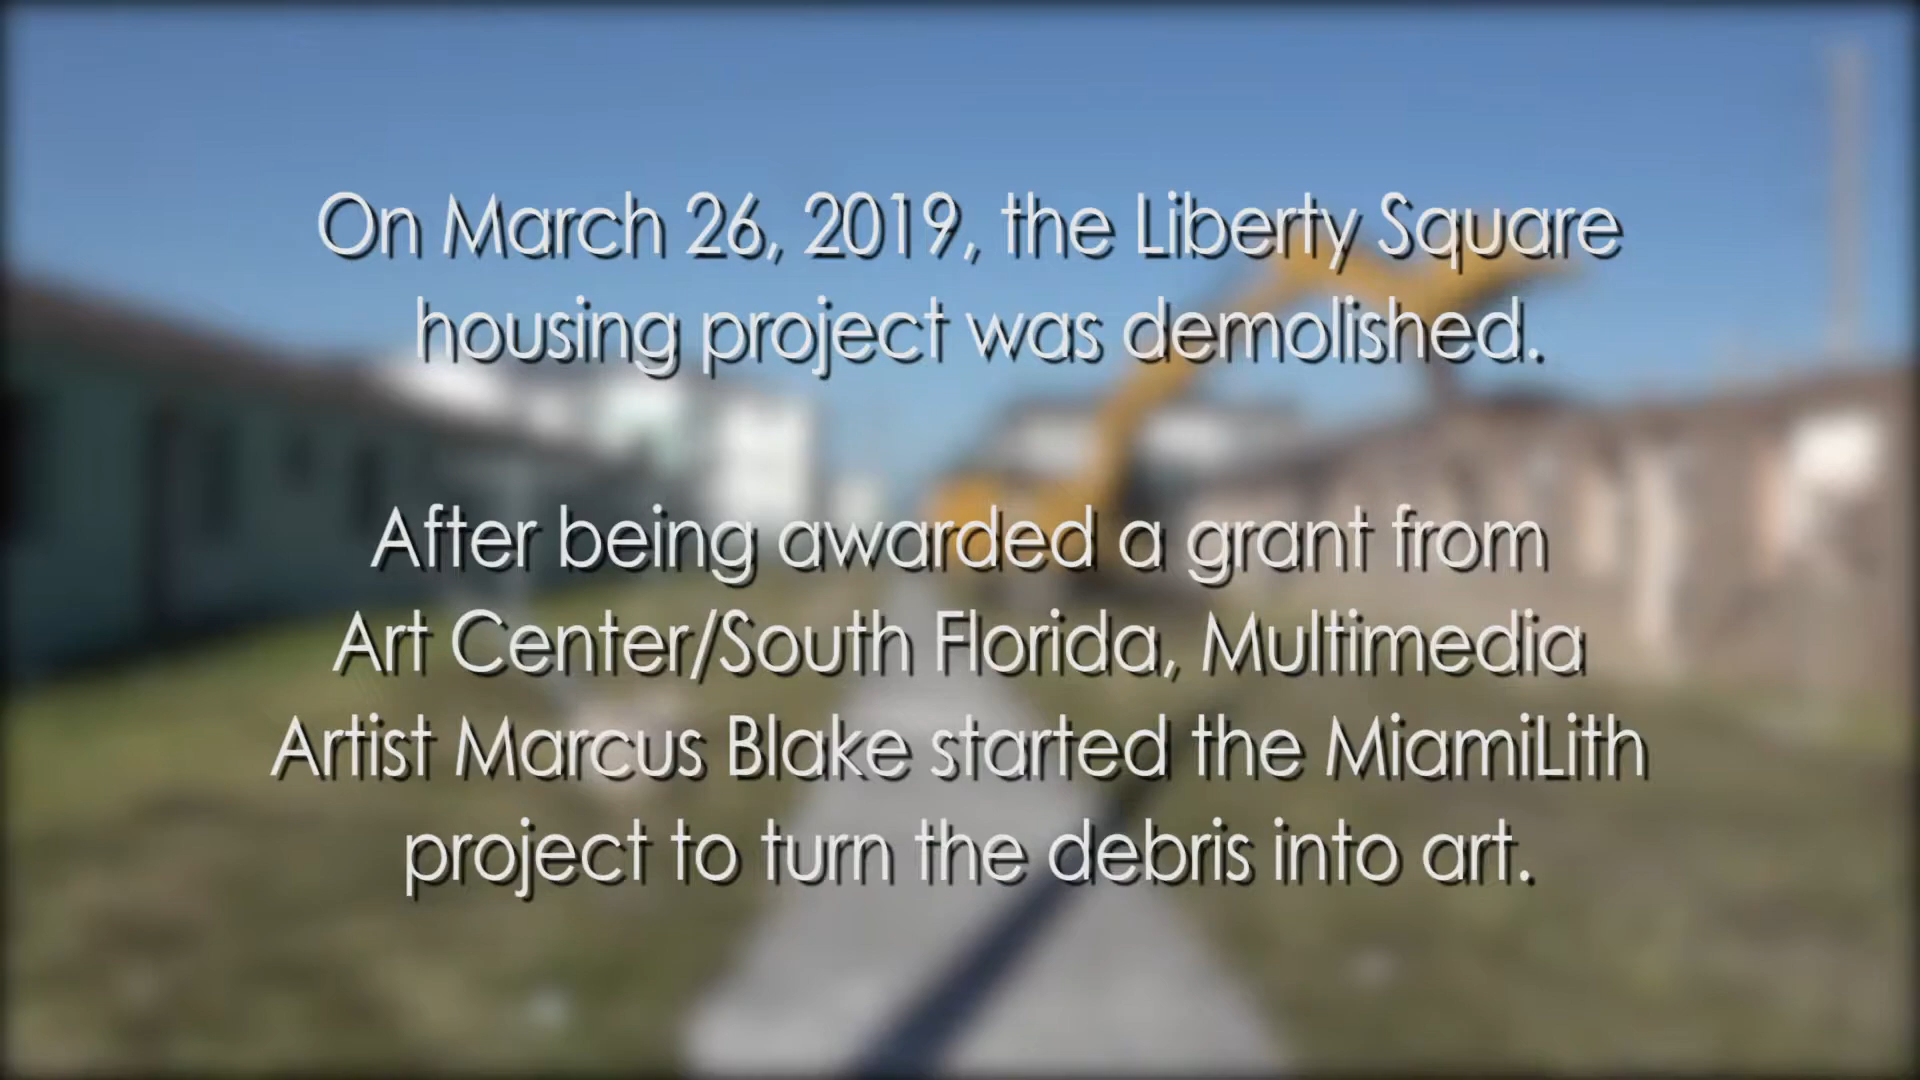 On March 26, 2019, the Liberty Square
housing project was demolished.
After being awarded a grant from
Art Center/South Florida, Multimedia
Artist Marcus Blake started the MiamiLith
project to turn the debris into art.